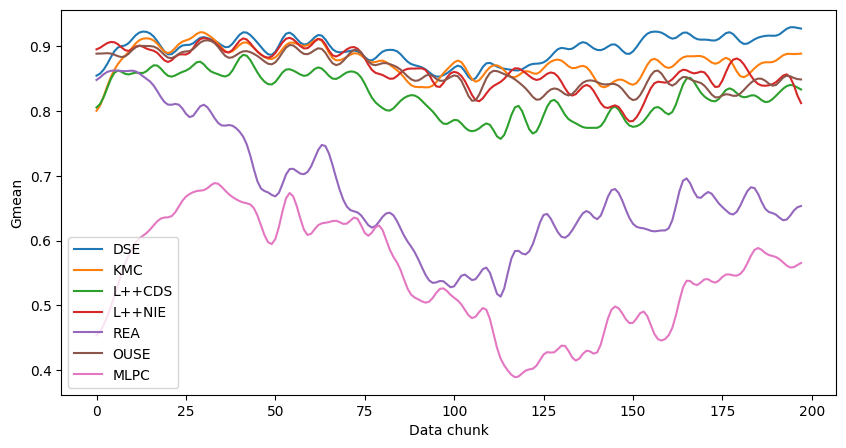 0.9
0.8
0.7
0.6
0.5
0.4
Gmean
DSE
KMC
L++CDS
L++NIE
REA
OUSE
MLPC
0 25 50 75 100 125 150 175 200
Data chunk